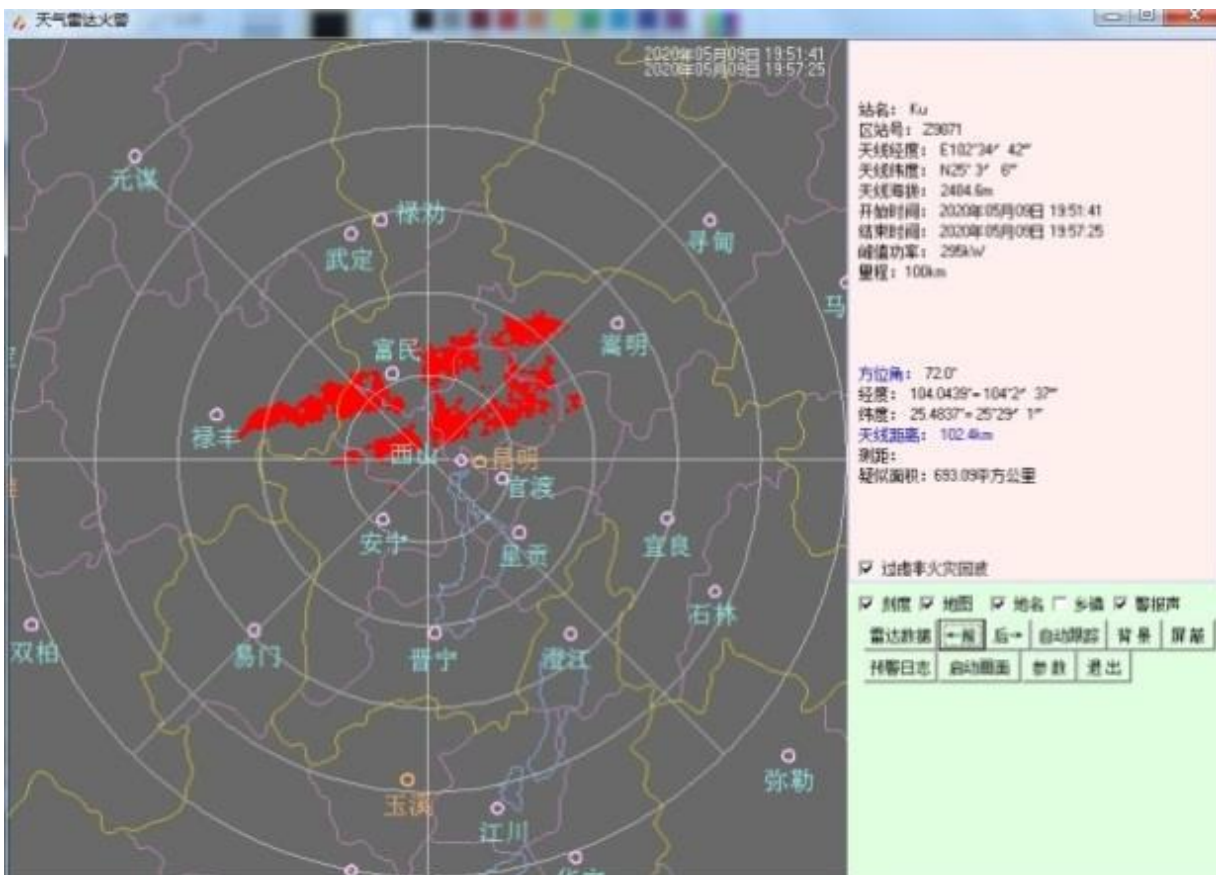 天气雷达火警
2020年05月09日 19:51:41
2020年05月09日 19:57:25
元谋
禄劝
武定
寻甸
马
富民
嵩明
禄丰
西山
昆明
官渡
安宁
呈贡
宜良
石林
双柏
易门
晋宁
澄江
弥勒
玉溪
江川
华宁
站名: Ku
区站号: Z9871
天线经度: E102°34′ 42″
天线纬度: N25° 3′ 6″
天线海拔: 2484.6m
开始时间: 2020年05月09日 19:51:41
结束时间: 2020年05月09日 19:57:25
峰值功率: 295kW
量程: 100km
方位角: 72.0°
经度: 104.0439°=104°2′ 37″
纬度: 25.4837°=25°29′ 1″
天线距离: 102.4km
测距:
疑似面积: 693.09平方公里
过虑非火灾回波
刻度 地图 地名 乡镇 警报声
雷达数据 ←前 后→ 自动跟踪 背景 屏蔽
预警日志 启动画面 参数 退出